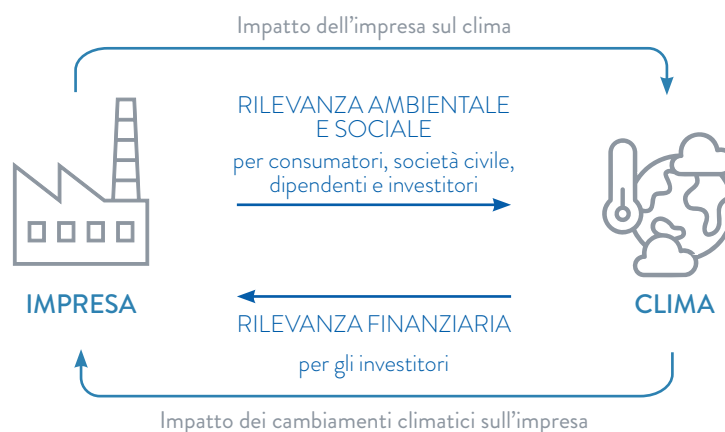 Impatto dell’impresa sul clima
RILEVANZA AMBIENTALE
E SOCIALE
per consumatori, società civile,
dipendenti e investitori
IMPRESA
CLIMA
RILEVANZA FINANZIARIA
per gli investitori
Impatto dei cambiamenti climatici sull’impresa